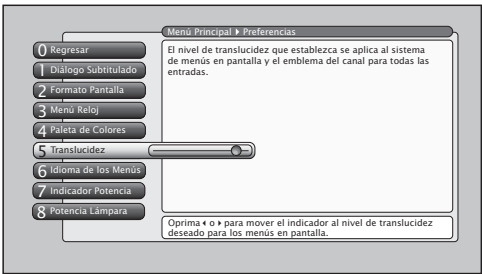 Menú Principal ▸ Preferencias
0 Regresar
1 Diálogo Subtitulado
2 Formato Pantalla
3 Menú Reloj
4 Paleta de Colores
5 Translucidez
6 Idioma de los Menús
7 Indicador Potencia
8 Potencia Lámpara
El nivel de translucidez que establezca se aplica al sistema
de menús en pantalla y el emblema del canal para todas las
entradas.
Oprima ◂ o ▸ para mover el indicador al nivel de translucidez
deseado para los menús en pantalla.